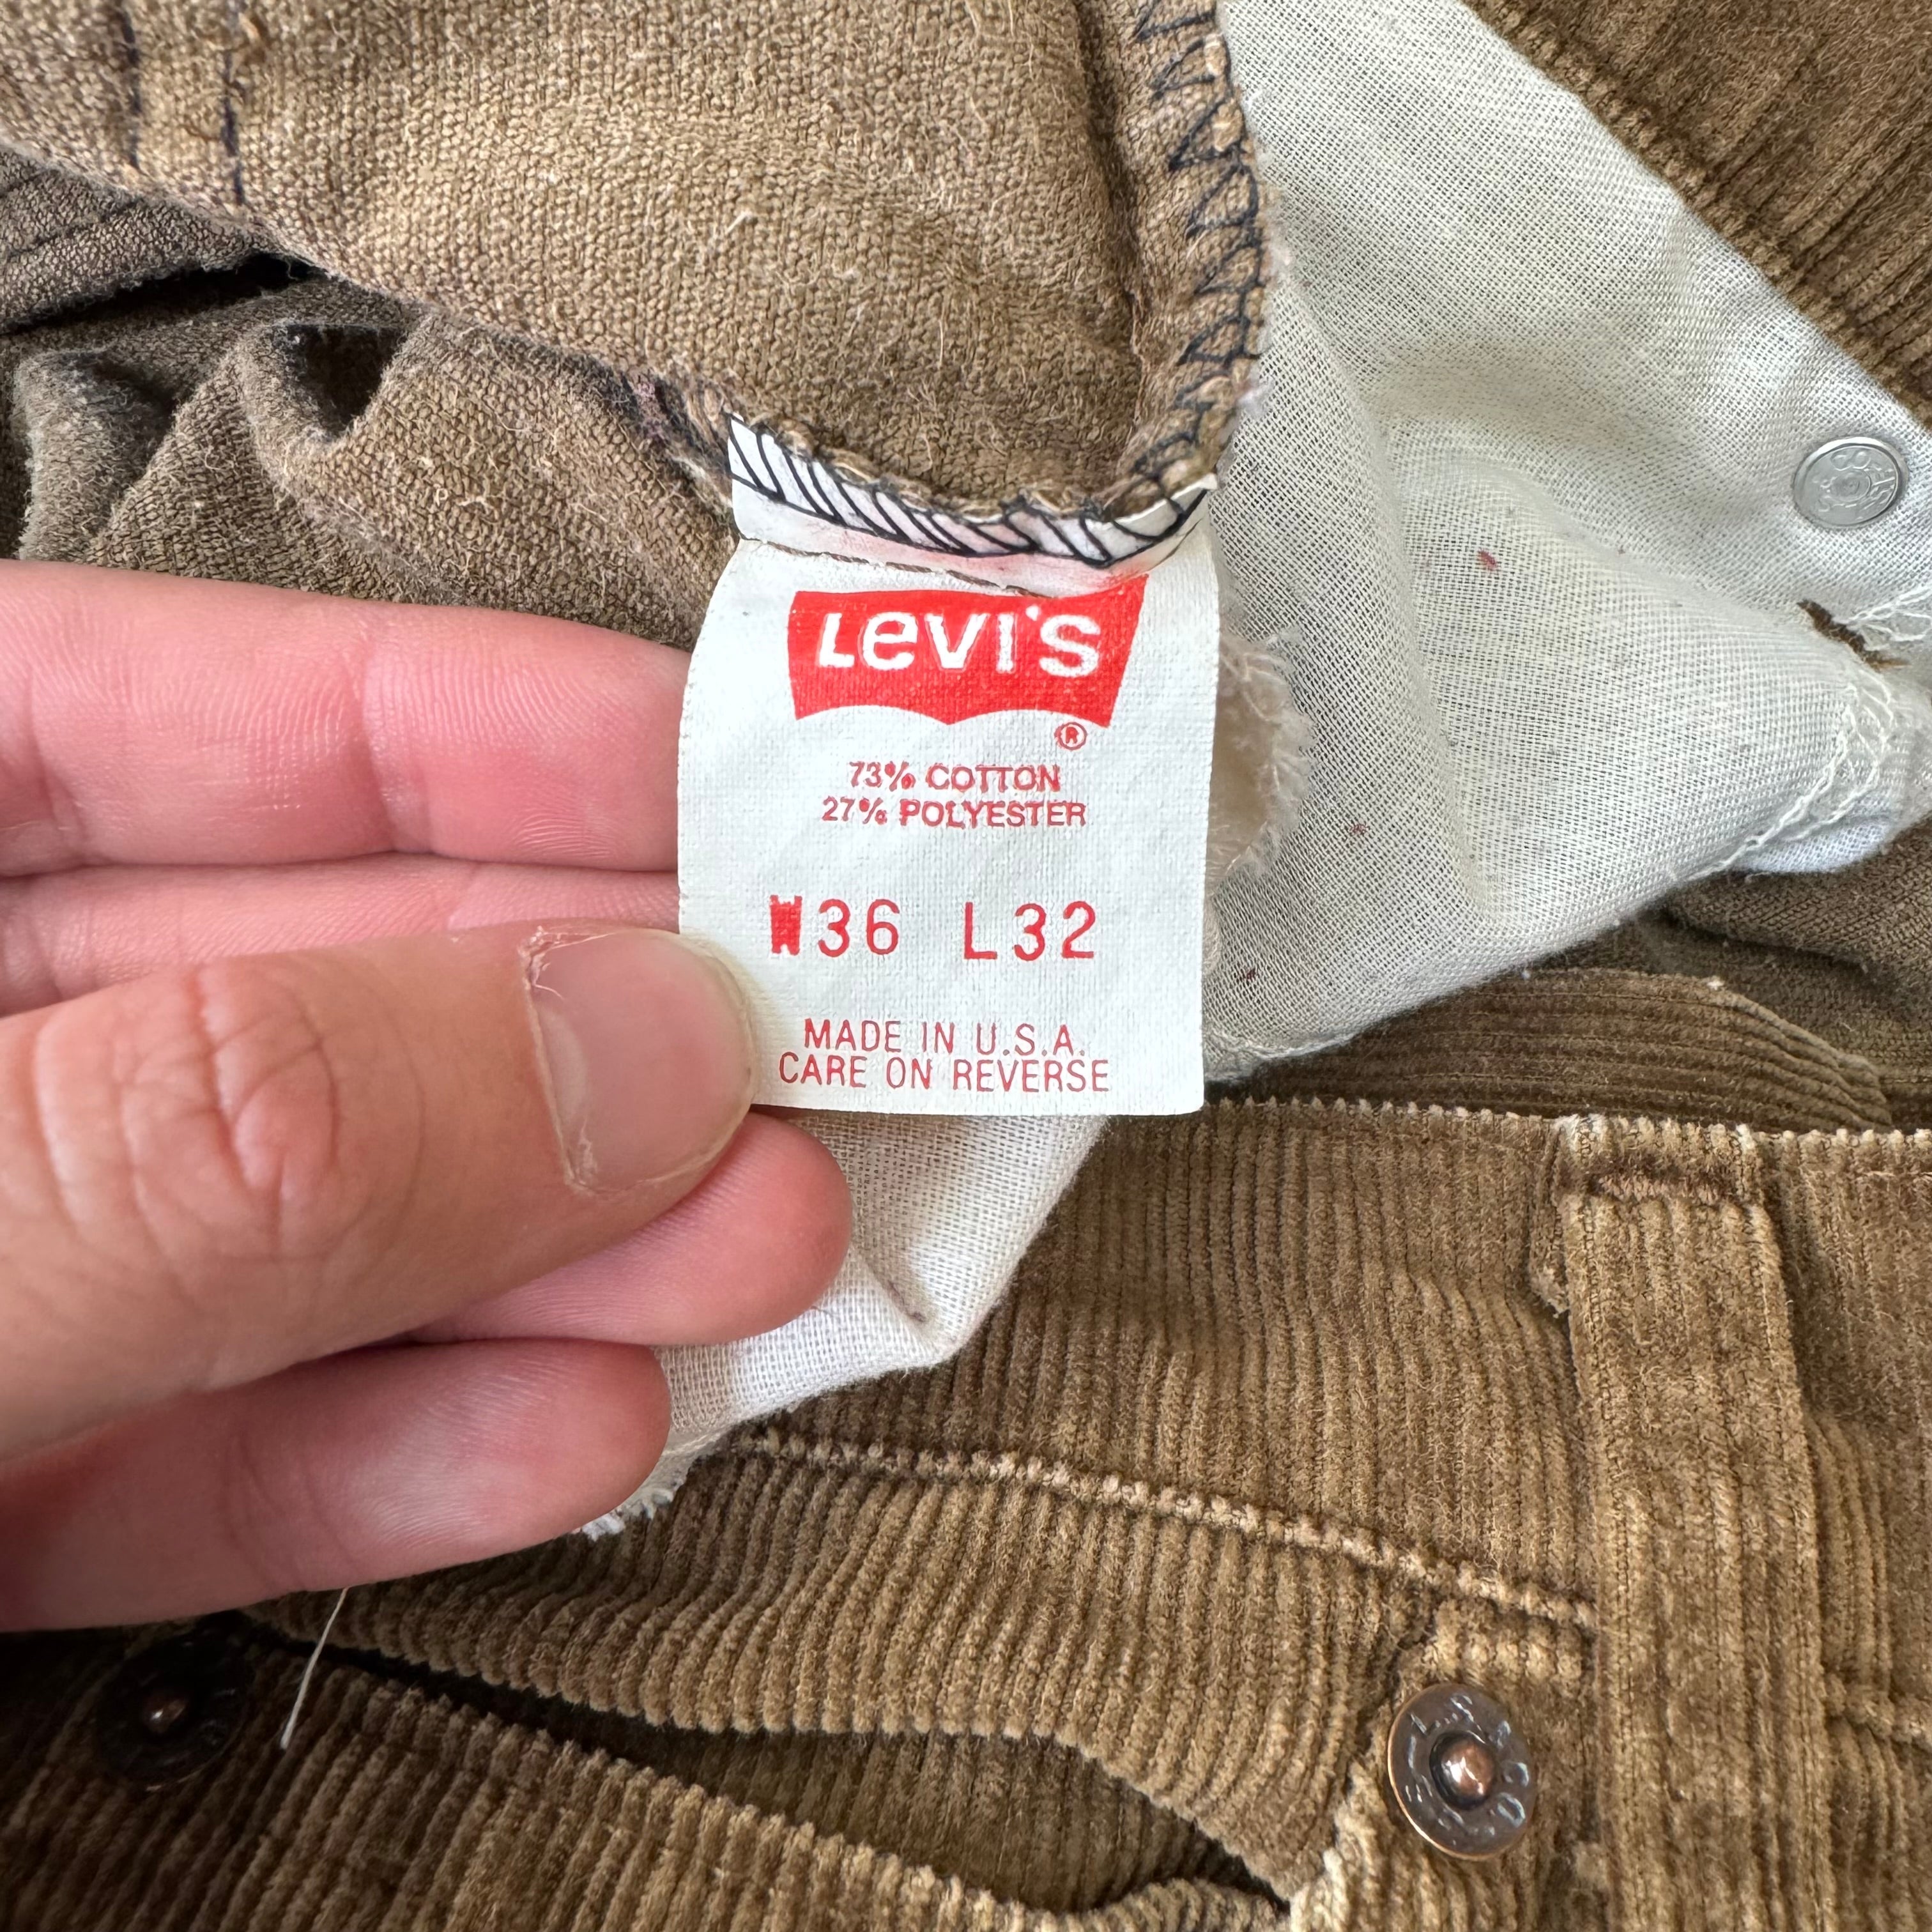 Levi's
®
73% COTTON
27% POLYESTER
W36 L32
MADE IN U.S.A.
CARE ON REVERSE